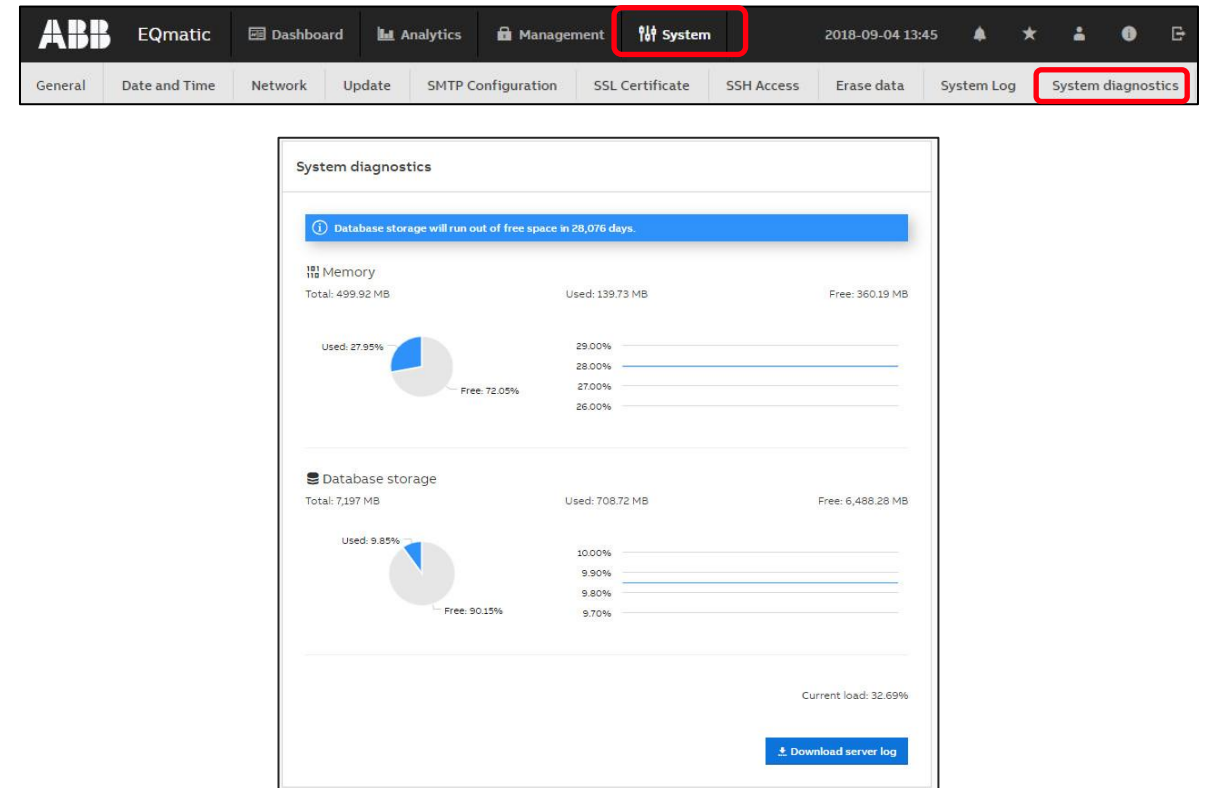 ABB EQmatic Dashboard Analytics Management System 2018-09-04 13:45
General Date and Time Network Update SMTP Configuration SSL Certificate SSH Access Erase data System Log System diagnostics
System diagnostics
Database storage will run out of free space in 28,076 days.
Memory
Total: 499.92 MB Used: 139.73 MB Free: 360.19 MB
Used: 27.95%
Free: 72.05%
29.00%
28.00%
27.00%
26.00%
Database storage
Total: 7,197 MB Used: 708.72 MB Free: 6,488.28 MB
Used: 9.85%
Free: 90.15%
10.00%
9.90%
9.80%
9.70%
Current load: 32.69%
Download server log